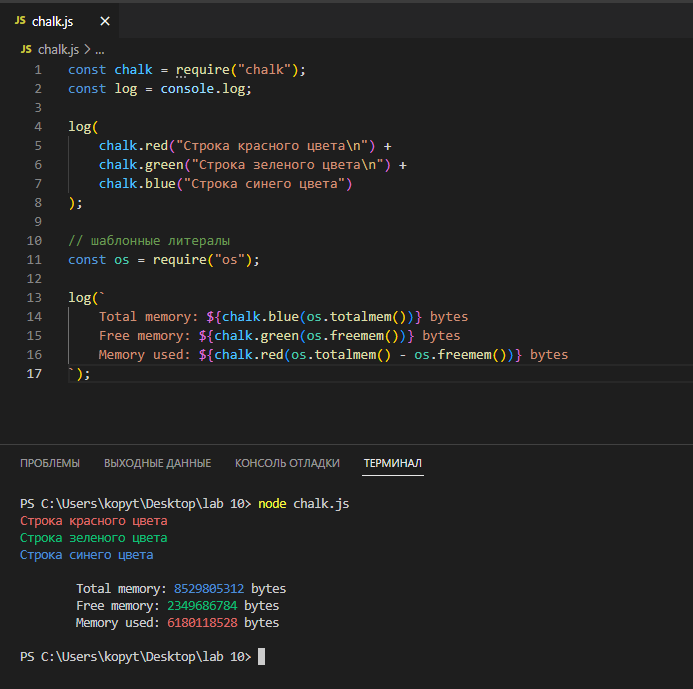 JS chalk.js ×
JS chalk.js > ...
1 const chalk = require("chalk");
2 const log = console.log;
3
4 log(
5     chalk.red("Строка красного цвета\n") +
6     chalk.green("Строка зеленого цвета\n") +
7     chalk.blue("Строка синего цвета")
8 );
9
10 // шаблонные литералы
11 const os = require("os");
12
13 log(`
14     Total memory: ${chalk.blue(os.totalmem())} bytes
15     Free memory: ${chalk.green(os.freemem())} bytes
16     Memory used: ${chalk.red(os.totalmem() - os.freemem())} bytes
17 `);
ПРОБЛЕМЫ ВЫХОДНЫЕ ДАННЫЕ КОНСОЛЬ ОТЛАДКИ ТЕРМИНАЛ
PS C:\Users\kopyt\Desktop\lab 10> node chalk.js
Строка красного цвета
Строка зеленого цвета
Строка синего цвета
Total memory: 8529805312 bytes
Free memory: 2349686784 bytes
Memory used: 6180118528 bytes
PS C:\Users\kopyt\Desktop\lab 10>